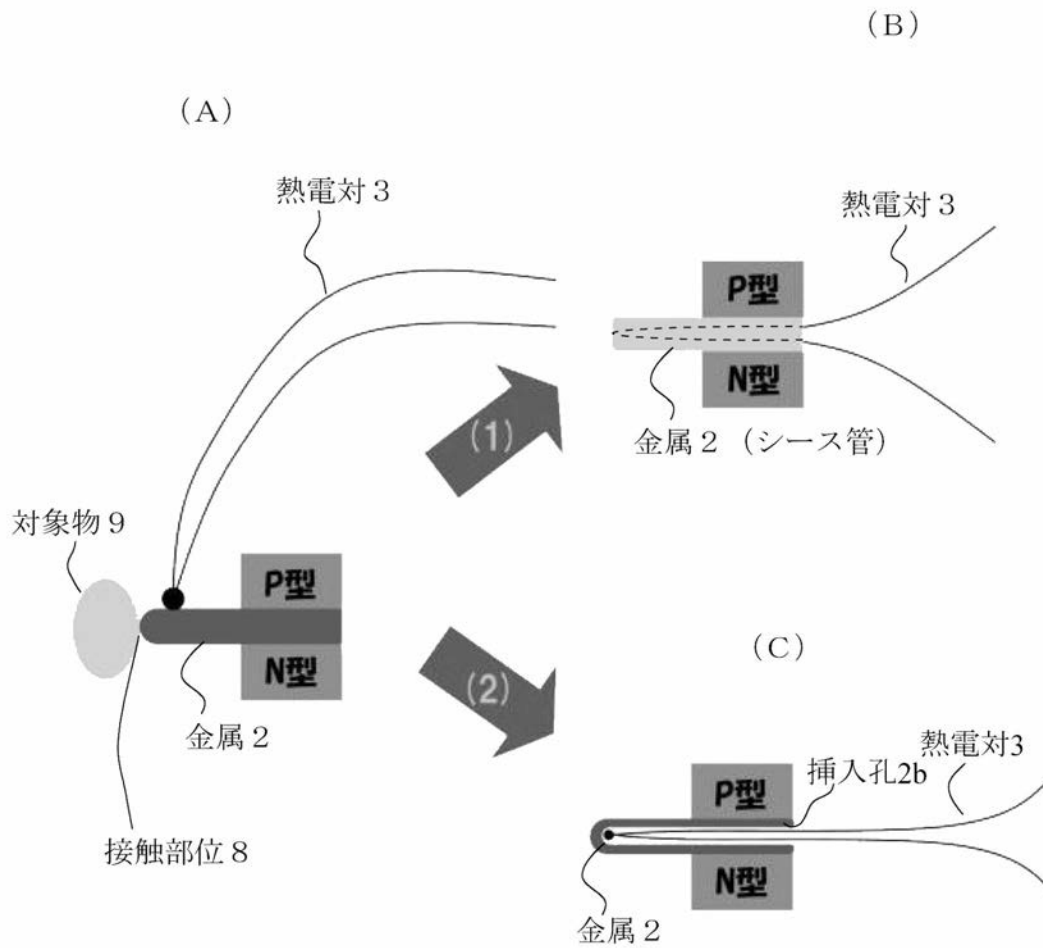 （A）
熱電対３
対象物９
P型
N型
金属２
接触部位８
(1)
(2)
（B）
熱電対３
P型
N型
金属２（シース管）
（C）
熱電対3
挿入孔2b
P型
N型
金属２